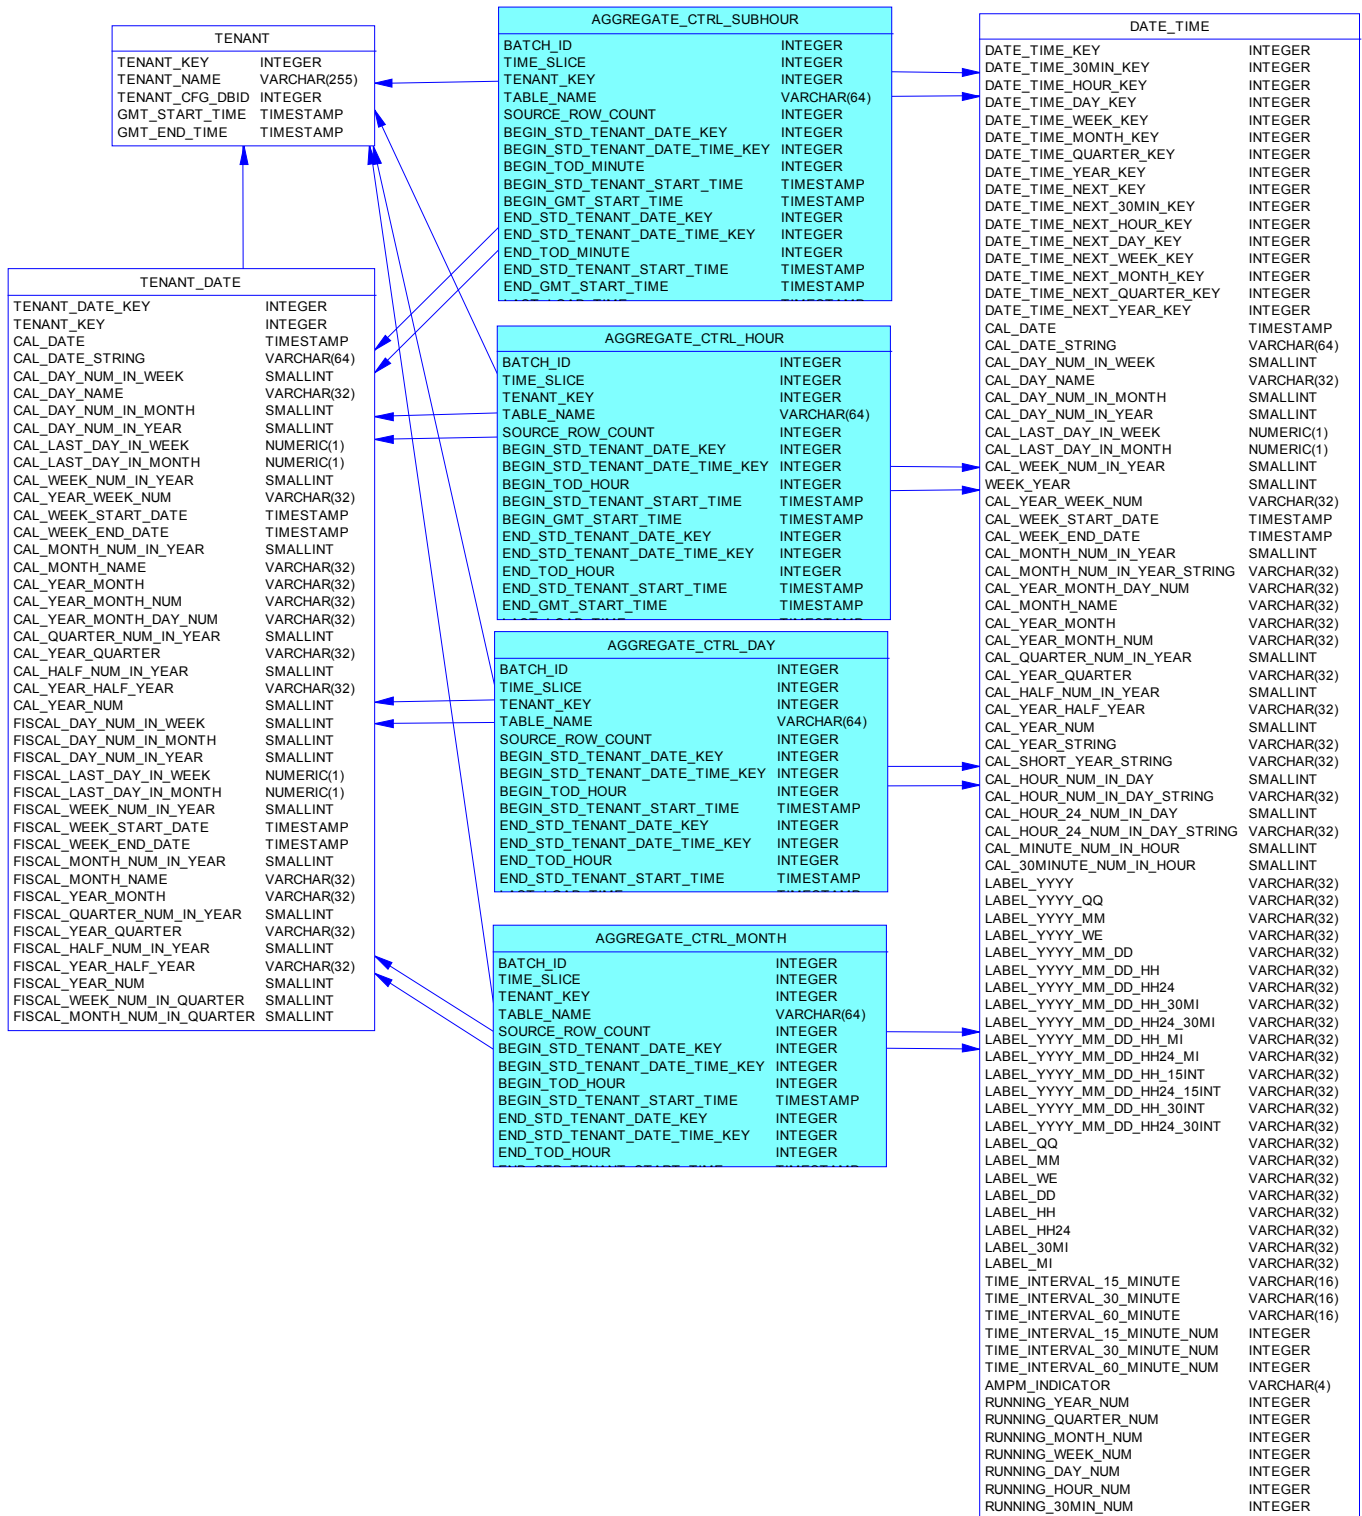 TENANT
TENANT_KEY INTEGER
TENANT_NAME VARCHAR(255)
TENANT_CFG_DBID INTEGER
GMT_START_TIME TIMESTAMP
GMT_END_TIME TIMESTAMP
TENANT_DATE
TENANT_DATE_KEY INTEGER
TENANT_KEY INTEGER
CAL_DATE TIMESTAMP
CAL_DATE_STRING VARCHAR(64)
CAL_DAY_NUM_IN_WEEK SMALLINT
CAL_DAY_NAME VARCHAR(32)
CAL_DAY_NUM_IN_MONTH SMALLINT
CAL_DAY_NUM_IN_YEAR SMALLINT
CAL_LAST_DAY_IN_WEEK NUMERIC(1)
CAL_LAST_DAY_IN_MONTH NUMERIC(1)
CAL_WEEK_NUM_IN_YEAR SMALLINT
CAL_YEAR_WEEK_NUM VARCHAR(32)
CAL_WEEK_START_DATE TIMESTAMP
CAL_WEEK_END_DATE TIMESTAMP
CAL_MONTH_NUM_IN_YEAR SMALLINT
CAL_MONTH_NAME VARCHAR(32)
CAL_YEAR_MONTH VARCHAR(32)
CAL_YEAR_MONTH_NUM VARCHAR(32)
CAL_YEAR_MONTH_DAY_NUM VARCHAR(32)
CAL_QUARTER_NUM_IN_YEAR SMALLINT
CAL_YEAR_QUARTER VARCHAR(32)
CAL_HALF_NUM_IN_YEAR SMALLINT
CAL_YEAR_HALF_YEAR VARCHAR(32)
CAL_YEAR_NUM SMALLINT
FISCAL_DAY_NUM_IN_WEEK SMALLINT
FISCAL_DAY_NUM_IN_MONTH SMALLINT
FISCAL_DAY_NUM_IN_YEAR SMALLINT
FISCAL_LAST_DAY_IN_WEEK NUMERIC(1)
FISCAL_LAST_DAY_IN_MONTH NUMERIC(1)
FISCAL_WEEK_NUM_IN_YEAR SMALLINT
FISCAL_WEEK_START_DATE TIMESTAMP
FISCAL_WEEK_END_DATE TIMESTAMP
FISCAL_MONTH_NUM_IN_YEAR SMALLINT
FISCAL_MONTH_NAME VARCHAR(32)
FISCAL_YEAR_MONTH VARCHAR(32)
FISCAL_QUARTER_NUM_IN_YEAR SMALLINT
FISCAL_YEAR_QUARTER VARCHAR(32)
FISCAL_HALF_NUM_IN_YEAR SMALLINT
FISCAL_YEAR_HALF_YEAR VARCHAR(32)
FISCAL_YEAR_NUM SMALLINT
FISCAL_WEEK_NUM_IN_QUARTER SMALLINT
FISCAL_MONTH_NUM_IN_QUARTER SMALLINT
AGGREGATE_CTRL_SUBHOUR
BATCH_ID INTEGER
TIME_SLICE INTEGER
TENANT_KEY INTEGER
TABLE_NAME VARCHAR(64)
SOURCE_ROW_COUNT INTEGER
BEGIN_STD_TENANT_DATE_KEY INTEGER
BEGIN_STD_TENANT_DATE_TIME_KEY INTEGER
BEGIN_TOD_MINUTE INTEGER
BEGIN_STD_TENANT_START_TIME TIMESTAMP
BEGIN_GMT_START_TIME TIMESTAMP
END_STD_TENANT_DATE_KEY INTEGER
END_STD_TENANT_DATE_TIME_KEY INTEGER
END_TOD_MINUTE INTEGER
END_STD_TENANT_START_TIME TIMESTAMP
END_GMT_START_TIME TIMESTAMP
AGGREGATE_CTRL_HOUR
BATCH_ID INTEGER
TIME_SLICE INTEGER
TENANT_KEY INTEGER
TABLE_NAME VARCHAR(64)
SOURCE_ROW_COUNT INTEGER
BEGIN_STD_TENANT_DATE_KEY INTEGER
BEGIN_STD_TENANT_DATE_TIME_KEY INTEGER
BEGIN_TOD_HOUR INTEGER
BEGIN_STD_TENANT_START_TIME TIMESTAMP
BEGIN_GMT_START_TIME TIMESTAMP
END_STD_TENANT_DATE_KEY INTEGER
END_STD_TENANT_DATE_TIME_KEY INTEGER
END_TOD_HOUR INTEGER
END_STD_TENANT_START_TIME TIMESTAMP
END_GMT_START_TIME TIMESTAMP
AGGREGATE_CTRL_DAY
BATCH_ID INTEGER
TIME_SLICE INTEGER
TENANT_KEY INTEGER
TABLE_NAME VARCHAR(64)
SOURCE_ROW_COUNT INTEGER
BEGIN_STD_TENANT_DATE_KEY INTEGER
BEGIN_STD_TENANT_DATE_TIME_KEY INTEGER
BEGIN_TOD_HOUR INTEGER
BEGIN_STD_TENANT_START_TIME TIMESTAMP
END_STD_TENANT_DATE_KEY INTEGER
END_STD_TENANT_DATE_TIME_KEY INTEGER
END_TOD_HOUR INTEGER
END_STD_TENANT_START_TIME TIMESTAMP
AGGREGATE_CTRL_MONTH
BATCH_ID INTEGER
TIME_SLICE INTEGER
TENANT_KEY INTEGER
TABLE_NAME VARCHAR(64)
SOURCE_ROW_COUNT INTEGER
BEGIN_STD_TENANT_DATE_KEY INTEGER
BEGIN_STD_TENANT_DATE_TIME_KEY INTEGER
BEGIN_TOD_HOUR INTEGER
BEGIN_STD_TENANT_START_TIME TIMESTAMP
END_STD_TENANT_DATE_KEY INTEGER
END_STD_TENANT_DATE_TIME_KEY INTEGER
END_TOD_HOUR INTEGER
DATE_TIME
DATE_TIME_KEY INTEGER
DATE_TIME_30MIN_KEY INTEGER
DATE_TIME_HOUR_KEY INTEGER
DATE_TIME_DAY_KEY INTEGER
DATE_TIME_WEEK_KEY INTEGER
DATE_TIME_MONTH_KEY INTEGER
DATE_TIME_QUARTER_KEY INTEGER
DATE_TIME_YEAR_KEY INTEGER
DATE_TIME_NEXT_KEY INTEGER
DATE_TIME_NEXT_30MIN_KEY INTEGER
DATE_TIME_NEXT_HOUR_KEY INTEGER
DATE_TIME_NEXT_DAY_KEY INTEGER
DATE_TIME_NEXT_WEEK_KEY INTEGER
DATE_TIME_NEXT_MONTH_KEY INTEGER
DATE_TIME_NEXT_QUARTER_KEY INTEGER
DATE_TIME_NEXT_YEAR_KEY INTEGER
CAL_DATE TIMESTAMP
CAL_DATE_STRING VARCHAR(64)
CAL_DAY_NUM_IN_WEEK SMALLINT
CAL_DAY_NAME VARCHAR(32)
CAL_DAY_NUM_IN_MONTH SMALLINT
CAL_DAY_NUM_IN_YEAR SMALLINT
CAL_LAST_DAY_IN_WEEK NUMERIC(1)
CAL_LAST_DAY_IN_MONTH NUMERIC(1)
CAL_WEEK_NUM_IN_YEAR SMALLINT
WEEK_YEAR SMALLINT
CAL_YEAR_WEEK_NUM VARCHAR(32)
CAL_WEEK_START_DATE TIMESTAMP
CAL_WEEK_END_DATE TIMESTAMP
CAL_MONTH_NUM_IN_YEAR SMALLINT
CAL_MONTH_NUM_IN_YEAR_STRING VARCHAR(32)
CAL_YEAR_MONTH_DAY_NUM VARCHAR(32)
CAL_MONTH_NAME VARCHAR(32)
CAL_YEAR_MONTH VARCHAR(32)
CAL_YEAR_MONTH_NUM VARCHAR(32)
CAL_QUARTER_NUM_IN_YEAR SMALLINT
CAL_YEAR_QUARTER VARCHAR(32)
CAL_HALF_NUM_IN_YEAR SMALLINT
CAL_YEAR_HALF_YEAR VARCHAR(32)
CAL_YEAR_NUM SMALLINT
CAL_YEAR_STRING VARCHAR(32)
CAL_SHORT_YEAR_STRING VARCHAR(32)
CAL_HOUR_NUM_IN_DAY SMALLINT
CAL_HOUR_NUM_IN_DAY_STRING VARCHAR(32)
CAL_HOUR_24_NUM_IN_DAY SMALLINT
CAL_HOUR_24_NUM_IN_DAY_STRING VARCHAR(32)
CAL_MINUTE_NUM_IN_HOUR SMALLINT
CAL_30MINUTE_NUM_IN_HOUR SMALLINT
LABEL_YYYY VARCHAR(32)
LABEL_YYYY_QQ VARCHAR(32)
LABEL_YYYY_MM VARCHAR(32)
LABEL_YYYY_WE VARCHAR(32)
LABEL_YYYY_MM_DD VARCHAR(32)
LABEL_YYYY_MM_DD_HH VARCHAR(32)
LABEL_YYYY_MM_DD_HH24 VARCHAR(32)
LABEL_YYYY_MM_DD_HH_30MI VARCHAR(32)
LABEL_YYYY_MM_DD_HH24_30MI VARCHAR(32)
LABEL_YYYY_MM_DD_HH_MI VARCHAR(32)
LABEL_YYYY_MM_DD_HH24_MI VARCHAR(32)
LABEL_YYYY_MM_DD_HH_15INT VARCHAR(32)
LABEL_YYYY_MM_DD_HH24_15INT VARCHAR(32)
LABEL_YYYY_MM_DD_HH_30INT VARCHAR(32)
LABEL_YYYY_MM_DD_HH24_30INT VARCHAR(32)
LABEL_QQ VARCHAR(32)
LABEL_MM VARCHAR(32)
LABEL_WE VARCHAR(32)
LABEL_DD VARCHAR(32)
LABEL_HH VARCHAR(32)
LABEL_HH24 VARCHAR(32)
LABEL_30MI VARCHAR(32)
LABEL_MI VARCHAR(32)
TIME_INTERVAL_15_MINUTE VARCHAR(16)
TIME_INTERVAL_30_MINUTE VARCHAR(16)
TIME_INTERVAL_60_MINUTE VARCHAR(16)
TIME_INTERVAL_15_MINUTE_NUM INTEGER
TIME_INTERVAL_30_MINUTE_NUM INTEGER
TIME_INTERVAL_60_MINUTE_NUM INTEGER
AMPM_INDICATOR VARCHAR(4)
RUNNING_YEAR_NUM INTEGER
RUNNING_QUARTER_NUM INTEGER
RUNNING_MONTH_NUM INTEGER
RUNNING_WEEK_NUM INTEGER
RUNNING_DAY_NUM INTEGER
RUNNING_HOUR_NUM INTEGER
RUNNING_30MIN_NUM INTEGER